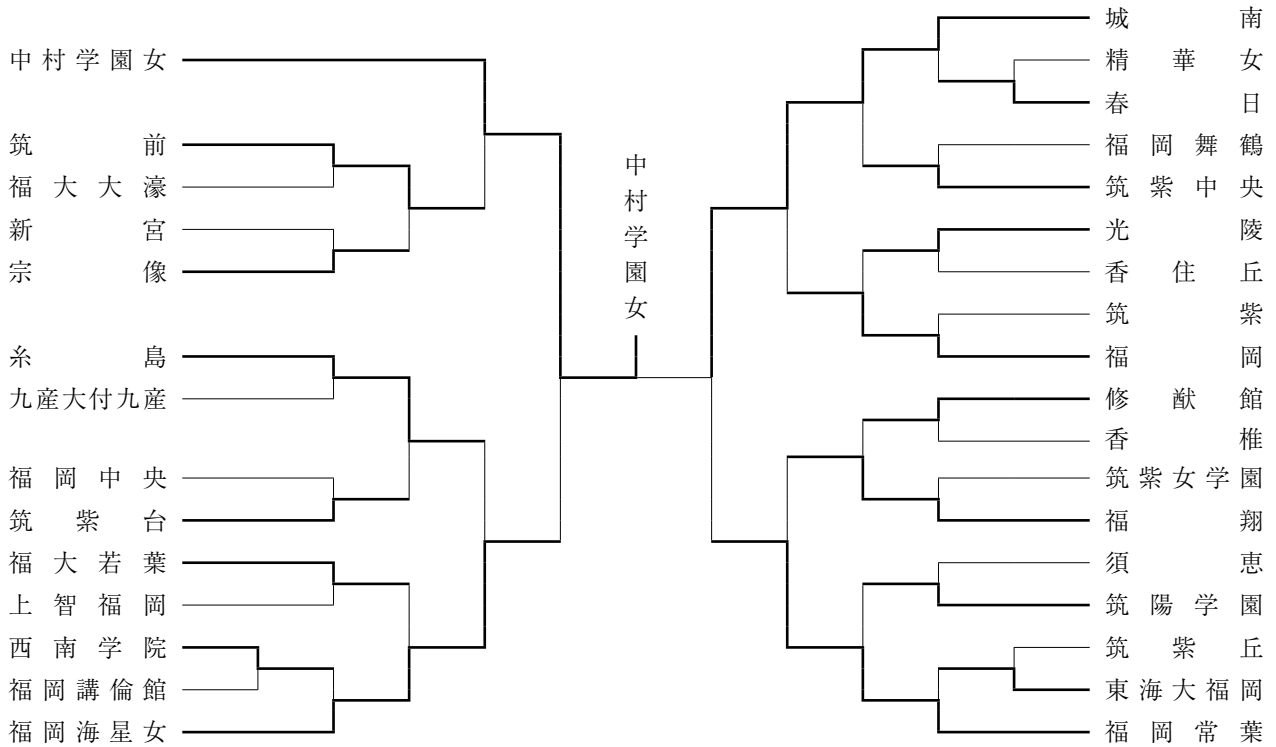 中村学園女
筑前
福大大濠
新宮
宗像
糸島
九産大付九産
福岡中央
筑紫台
福大若葉
上智福岡
西南学院
福岡講倫館
福岡海星女
中村学園女
城南
精華女
春日
福岡舞鶴
筑紫中央
光陵
香住丘
筑紫
福岡
修猷館
香椎
筑紫女学園
福翔
須恵
筑陽学園
筑紫丘
東海大福岡
福岡常葉